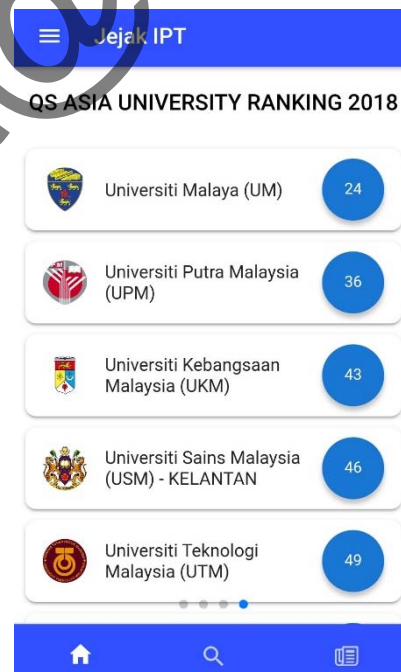 Jejak IPT
QS ASIA UNIVERSITY RANKING 2018
Universiti Malaya (UM)
24
Universiti Putra Malaysia
(UPM)
36
Universiti Kebangsaan
Malaysia (UKM)
43
Universiti Sains Malaysia
(USM) - KELANTAN
46
Universiti Teknologi
Malaysia (UTM)
49